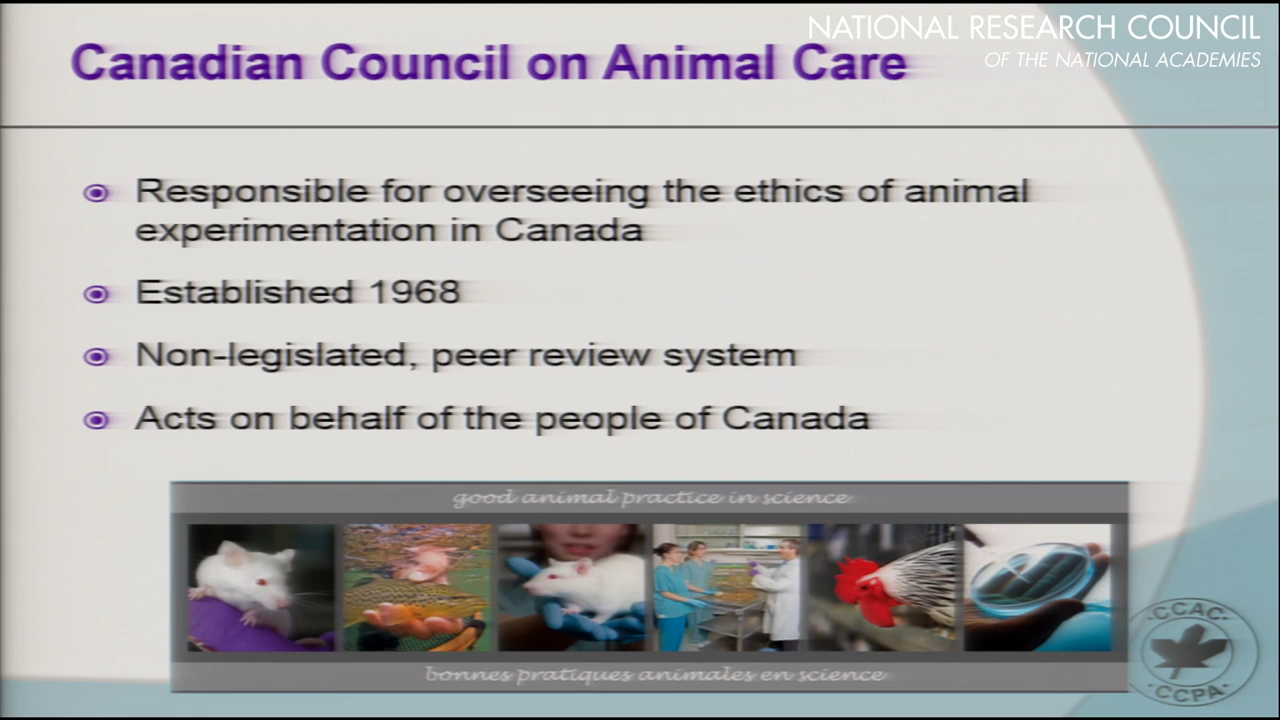 NATIONAL RESEARCH COUNCIL
OF THE NATIONAL ACADEMIES
Canadian Council on Animal Care
Responsible for overseeing the ethics of animal
experimentation in Canada
Established 1968
Non-legislated, peer review system
Acts on behalf of the people of Canada
good animal practice in science
bonnes pratiques animales en science
·CCAC·
·CCPA·